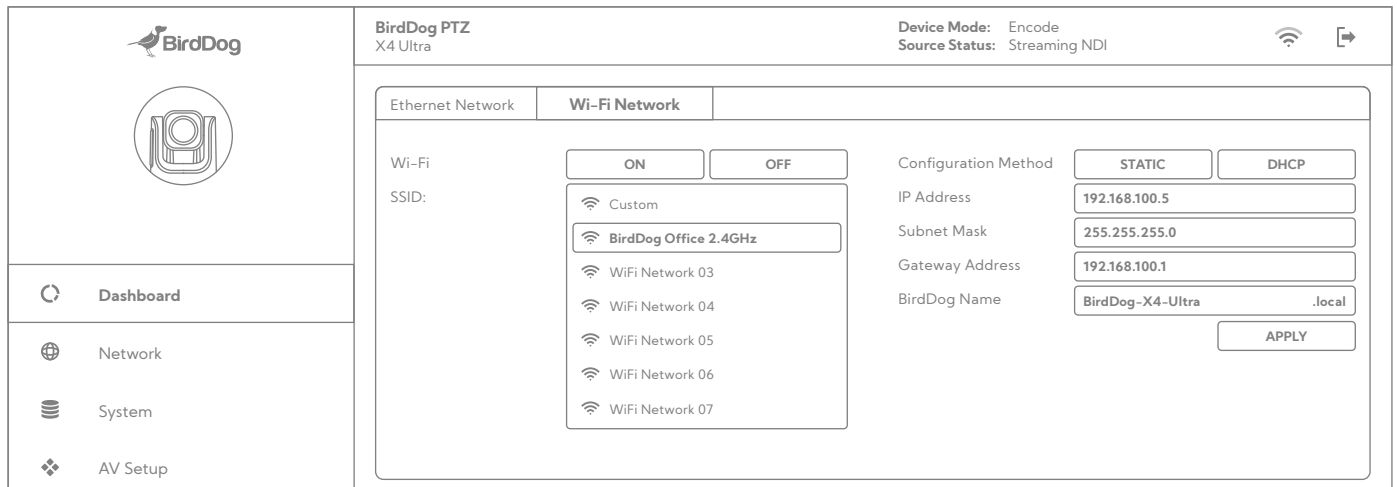 BirdDog
BirdDog PTZ
X4 Ultra
Device Mode: Encode
Source Status: Streaming NDI
Ethernet Network
Wi-Fi Network
Wi-Fi
ON
OFF
SSID:
Custom
BirdDog Office 2.4GHz
WiFi Network 03
WiFi Network 04
WiFi Network 05
WiFi Network 06
WiFi Network 07
Configuration Method
STATIC
DHCP
IP Address
192.168.100.5
Subnet Mask
255.255.255.0
Gateway Address
192.168.100.1
BirdDog Name
BirdDog-X4-Ultra .local
APPLY
Dashboard
Network
System
AV Setup